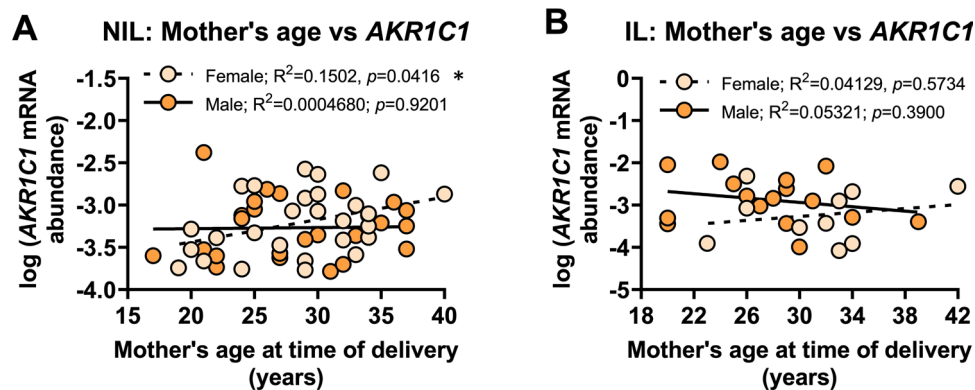 A
NIL: Mother's age vs AKR1C1
Female; R²=0.1502, p=0.0416 *
Male; R²=0.0004680; p=0.9201
log (AKR1C1 mRNA
abundance)
-1.5
-2.0
-2.5
-3.0
-3.5
-4.0
15 20 25 30 35 40
Mother's age at time of delivery
(years)
B
IL: Mother's age vs AKR1C1
Female; R²=0.04129, p=0.5734
Male; R²=0.05321; p=0.3900
log (AKR1C1 mRNA
abundance)
0
-1
-2
-3
-4
-5
18 22 26 30 34 38 42
Mother's age at time of delivery
(years)